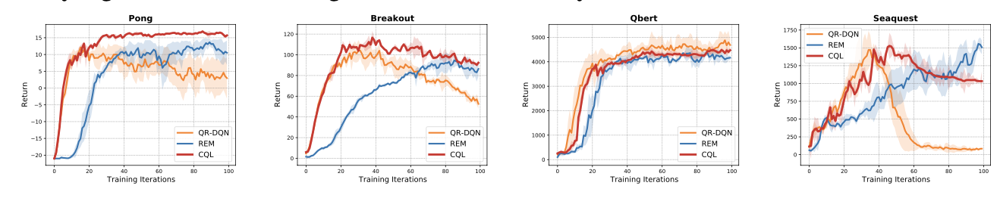 Pong
Return
15
10
5
0
−5
−10
−15
−20
0 20 40 60 80 100
Training Iterations
QR-DQN
REM
CQL
Breakout
Return
120
100
80
60
40
20
0
0 20 40 60 80 100
Training Iterations
QR-DQN
REM
CQL
Qbert
Return
5000
4000
3000
2000
1000
0
0 20 40 60 80 100
Training Iterations
QR-DQN
REM
CQL
Seaquest
Return
1750
1500
1250
1000
750
500
250
0
0 20 40 60 80 100
Training Iterations
QR-DQN
REM
CQL